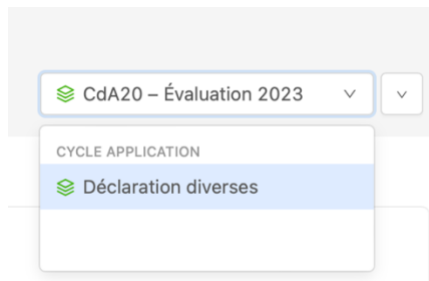 CdA20 – Évaluation 2023
CYCLE APPLICATION
Déclaration diverses